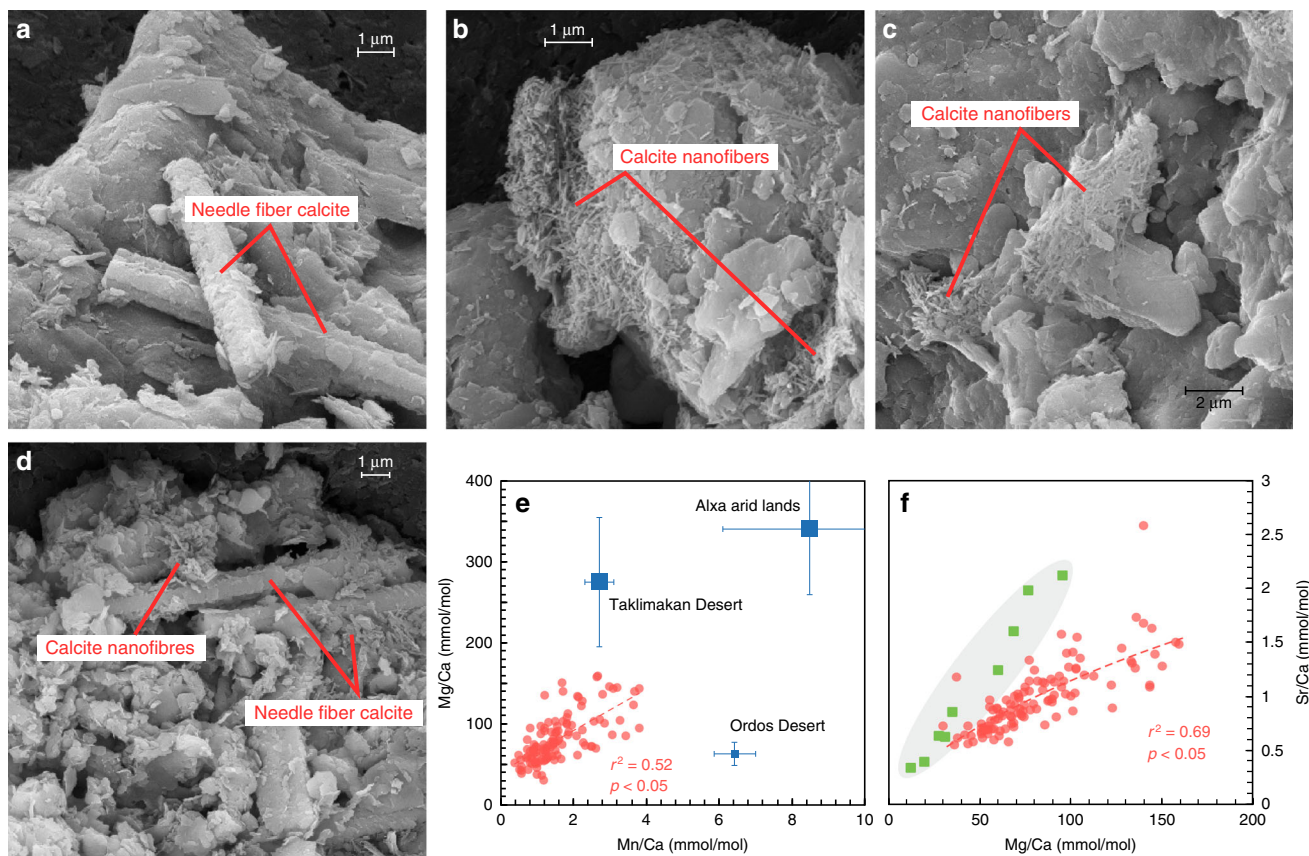 a
1 μm
Needle fiber calcite
b
1 μm
Calcite nanofibers
c
Calcite nanofibers
2 μm
d
1 μm
Calcite nanofibres
Needle fiber calcite
e
400
300
200
100
0
Mg/Ca (mmol/mol)
Alxa arid lands
Taklimakan Desert
Ordos Desert
r² = 0.52
p < 0.05
0
2
4
6
8
10
Mn/Ca (mmol/mol)
f
3
2.5
2
1.5
1
0.5
0
Sr/Ca (mmol/mol)
r² = 0.69
p < 0.05
0
50
100
150
200
Mg/Ca (mmol/mol)